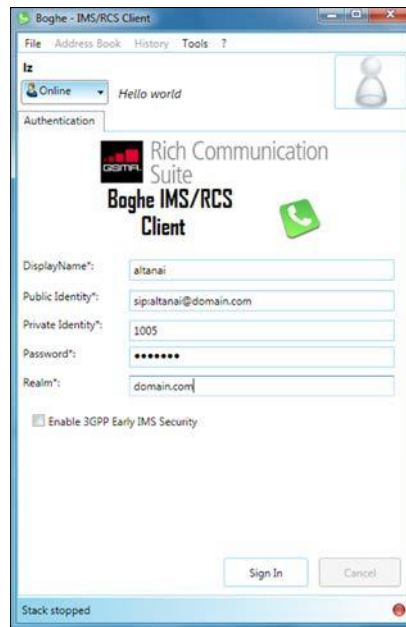 Boghe - IMS/RCS Client
File Address Book History Tools ?
Iz
Online Hello world
Authentication
GSMA Rich Communication
Suite
Boghe IMS/RCS
Client
DisplayName*: altanai
Public Identity*: sip:altanai@domain.com
Private Identity*: 1005
Password*: •••••••
Realm*: domain.com
Enable 3GPP Early IMS Security
Sign In Cancel
Stack stopped